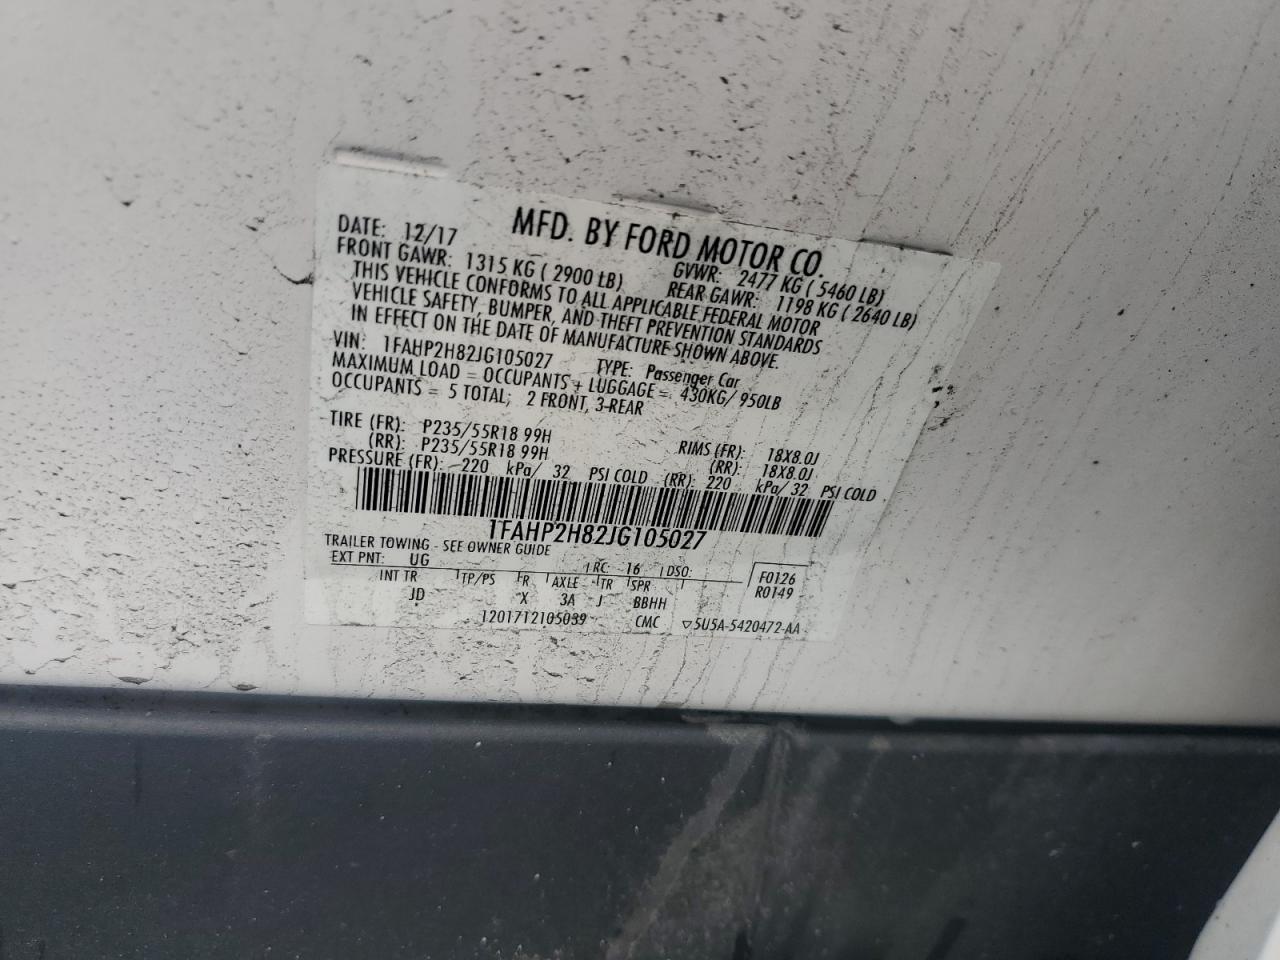 MFD. BY FORD MOTOR CO.
DATE: 12/17 GVWR: 2477 KG ( 5460 LB)
FRONT GAWR: 1315 KG ( 2900 LB) REAR GAWR: 1198 KG ( 2640 LB)
THIS VEHICLE CONFORMS TO ALL APPLICABLE FEDERAL MOTOR
VEHICLE SAFETY, BUMPER, AND THEFT PREVENTION STANDARDS
IN EFFECT ON THE DATE OF MANUFACTURE SHOWN ABOVE.
VIN: 1FAHP2H82JG105027 TYPE: Passenger Car
MAXIMUM LOAD = OCCUPANTS + LUGGAGE = 430KG/ 950LB
OCCUPANTS = 5 TOTAL; 2 FRONT, 3-REAR
TIRE (FR): P235/55R18 99H RIMS (FR): 18X8.0J
(RR): P235/55R18 99H (RR): 18X8.0J
PRESSURE (FR): 220 kPa/ 32 PSI COLD (RR): 220 kPa/ 32 PSI COLD
1FAHP2H82JG105027
TRAILER TOWING - SEE OWNER GUIDE
EXT PNT: UG RC: 16 DSO: F0126
R0149
INT TR TP/PS R AXLE TR SPR
JD X 3A J BBHH
1201712105039 CMC ▽5U5A-5420472-AA